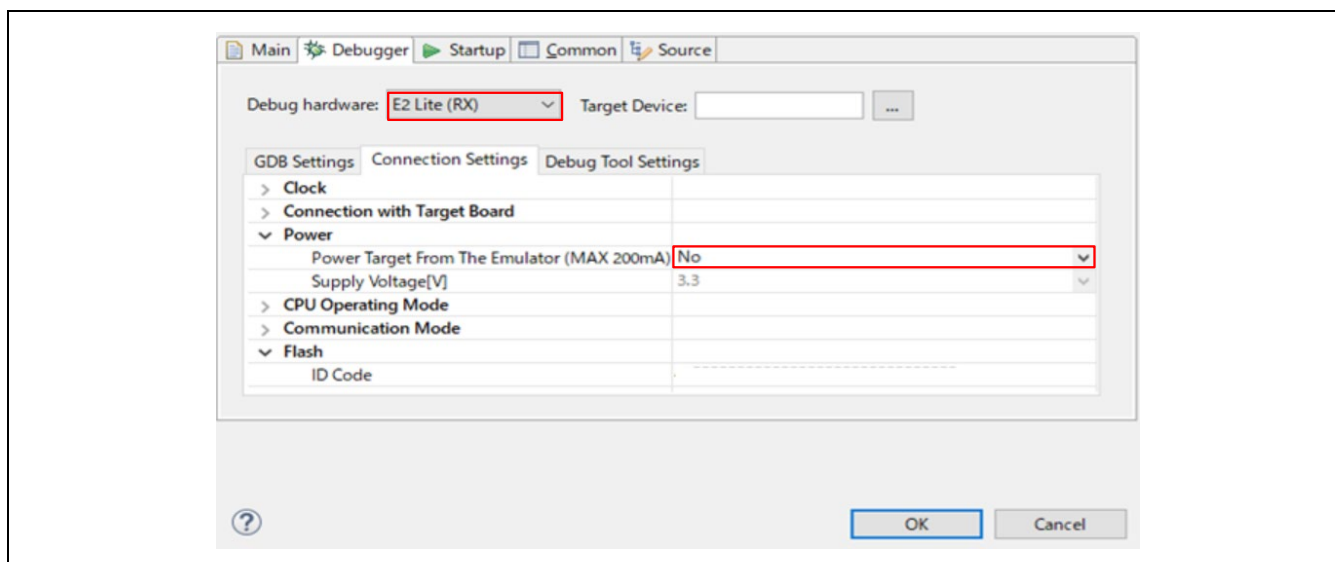 Main Debugger Startup Common Source
Debug hardware: E2 Lite (RX) Target Device: ...
GDB Settings Connection Settings Debug Tool Settings
> Clock
> Connection with Target Board
Power
Power Target From The Emulator (MAX 200mA) No
Supply Voltage[V] 3.3
> CPU Operating Mode
> Communication Mode
Flash
ID Code
? OK Cancel